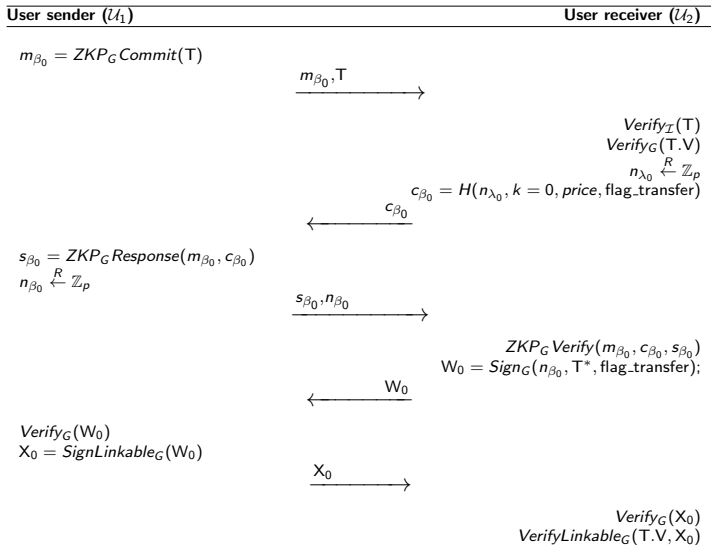 User sender (𝒰₁) User receiver (𝒰₂)
m_{β₀} = ZKP_G Commit(T)
m_{β₀},T
Verify_ℐ(T)
Verify_G(T.V)
n_{λ₀} ←^R ℤ_p
c_{β₀} = H(n_{λ₀}, k = 0, price, flag_transfer)
c_{β₀}
s_{β₀} = ZKP_G Response(m_{β₀}, c_{β₀})
n_{β₀} ←^R ℤ_p
s_{β₀},n_{β₀}
ZKP_G Verify(m_{β₀}, c_{β₀}, s_{β₀})
W₀ = Sign_G(n_{β₀}, T*, flag_transfer);
W₀
Verify_G(W₀)
X₀ = SignLinkable_G(W₀)
X₀
Verify_G(X₀)
VerifyLinkable_G(T.V, X₀)